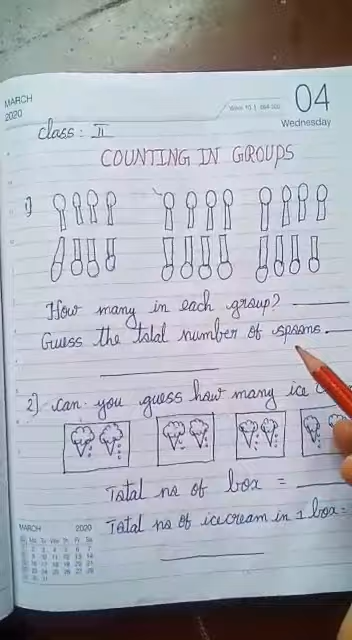 MARCH
2020
04
Wednesday
Class: II
COUNTING IN GROUPS
1)
How many in each group?
Guess the total number of spoons.
2) Can you guess how many ice
Total no of box =
Total no of icecream in 1 box=
MARCH 2020